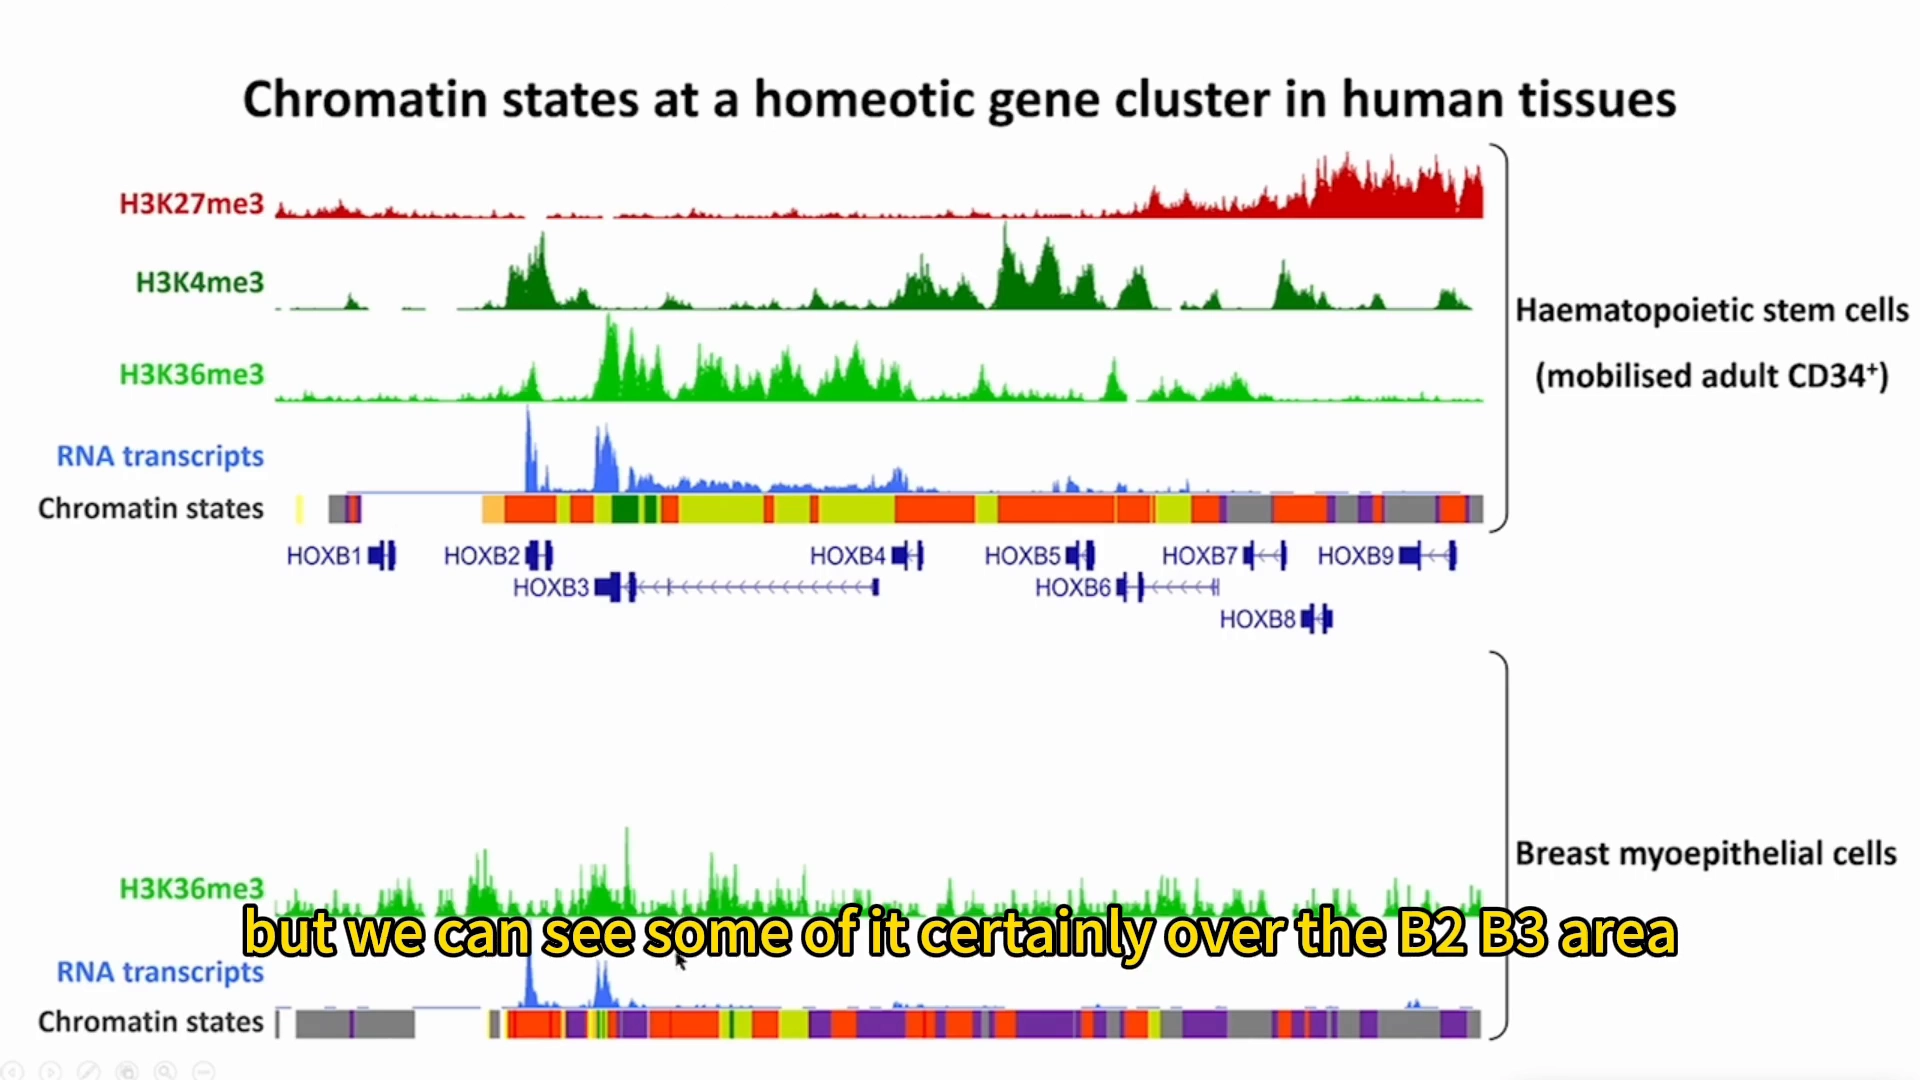 Chromatin states at a homeotic gene cluster in human tissues
H3K27me3
H3K4me3
H3K36me3
RNA transcripts
Chromatin states
Haematopoietic stem cells
(mobilised adult CD34⁺)
HOXB1
HOXB2
HOXB4
HOXB5
HOXB7
HOXB9
HOXB3
HOXB6
HOXB8
H3K36me3
Breast myoepithelial cells
but we can see some of it certainly over the B2 B3 area
RNA transcripts
Chromatin states